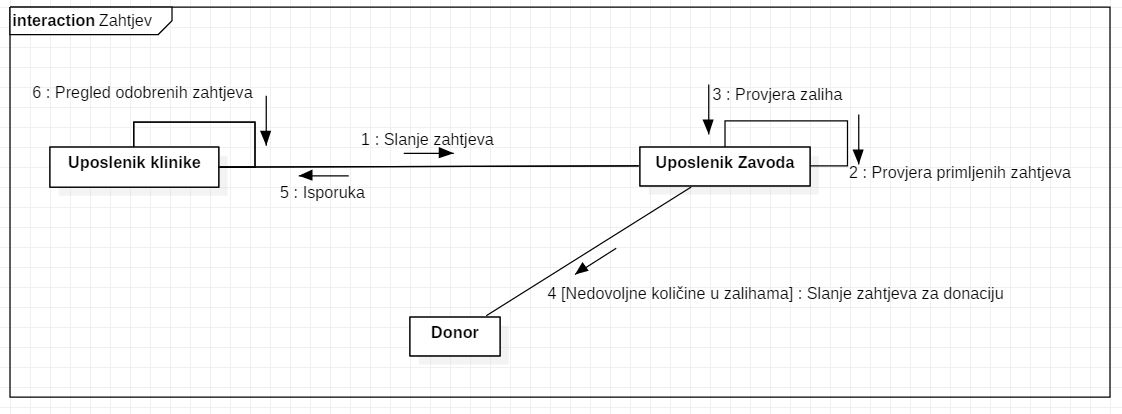 interaction Zahtjev
6 : Pregled odobrenih zahtjeva
3 : Provjera zaliha
1 : Slanje zahtjeva
Uposlenik klinike
Uposlenik Zavoda
2 : Provjera primljenih zahtjeva
5 : Isporuka
4 [Nedovoljne količine u zalihama] : Slanje zahtjeva za donaciju
Donor